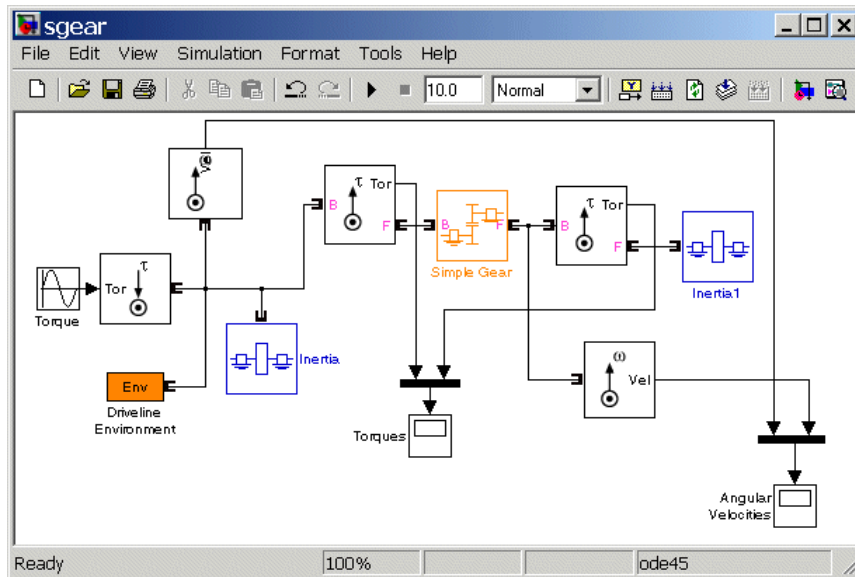 sgear
File Edit View Simulation Format Tools Help
10.0 Normal
ω Vel
τ Tor
B F
B F
Simple Gear
τ Tor
B F
Inertia1
Tor τ
Torque
Inertia
Env
Driveline
Environment
ω
Vel
Torques
Angular
Velocities
Ready 100% ode45